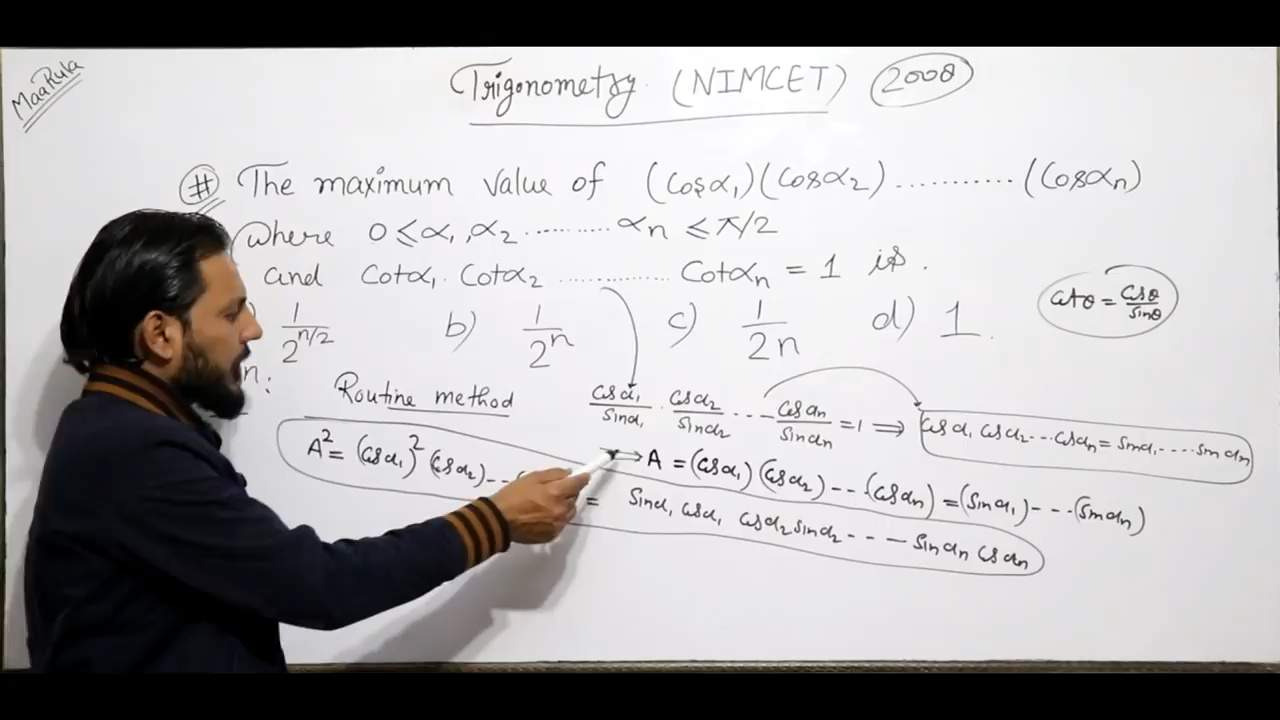 MaaRula
Trigonometry (NIMCET) 2008
# The maximum value of (Cosα₁)(Cosα₂) ............ (Cosαₙ)
where 0 ≤ α₁, α₂ .......... αₙ ≤ π/2
and Cotα₁ . Cotα₂ ............ Cotαₙ = 1 is .
cotθ = cosθ/sinθ
) 1/2^(n/2) b) 1/2ⁿ c) 1/2n d) 1.
n:
Routine method cosα₁/sinα₁ . cosα₂/sinα₂ ... --- cosαₙ/sinαₙ = 1 ⇒ cosα₁ cosα₂ --- cosαₙ = sinα₁ ---- sinαₙ
A² = (cosα₁)² (cosα₂) --
→ A = (cosα₁) (cosα₂) -- (cosαₙ) = (sinα₁) --- (sinαₙ)
= sinα₁ cosα₁ cosα₂ sinα₂ --- sinαₙ cosαₙ